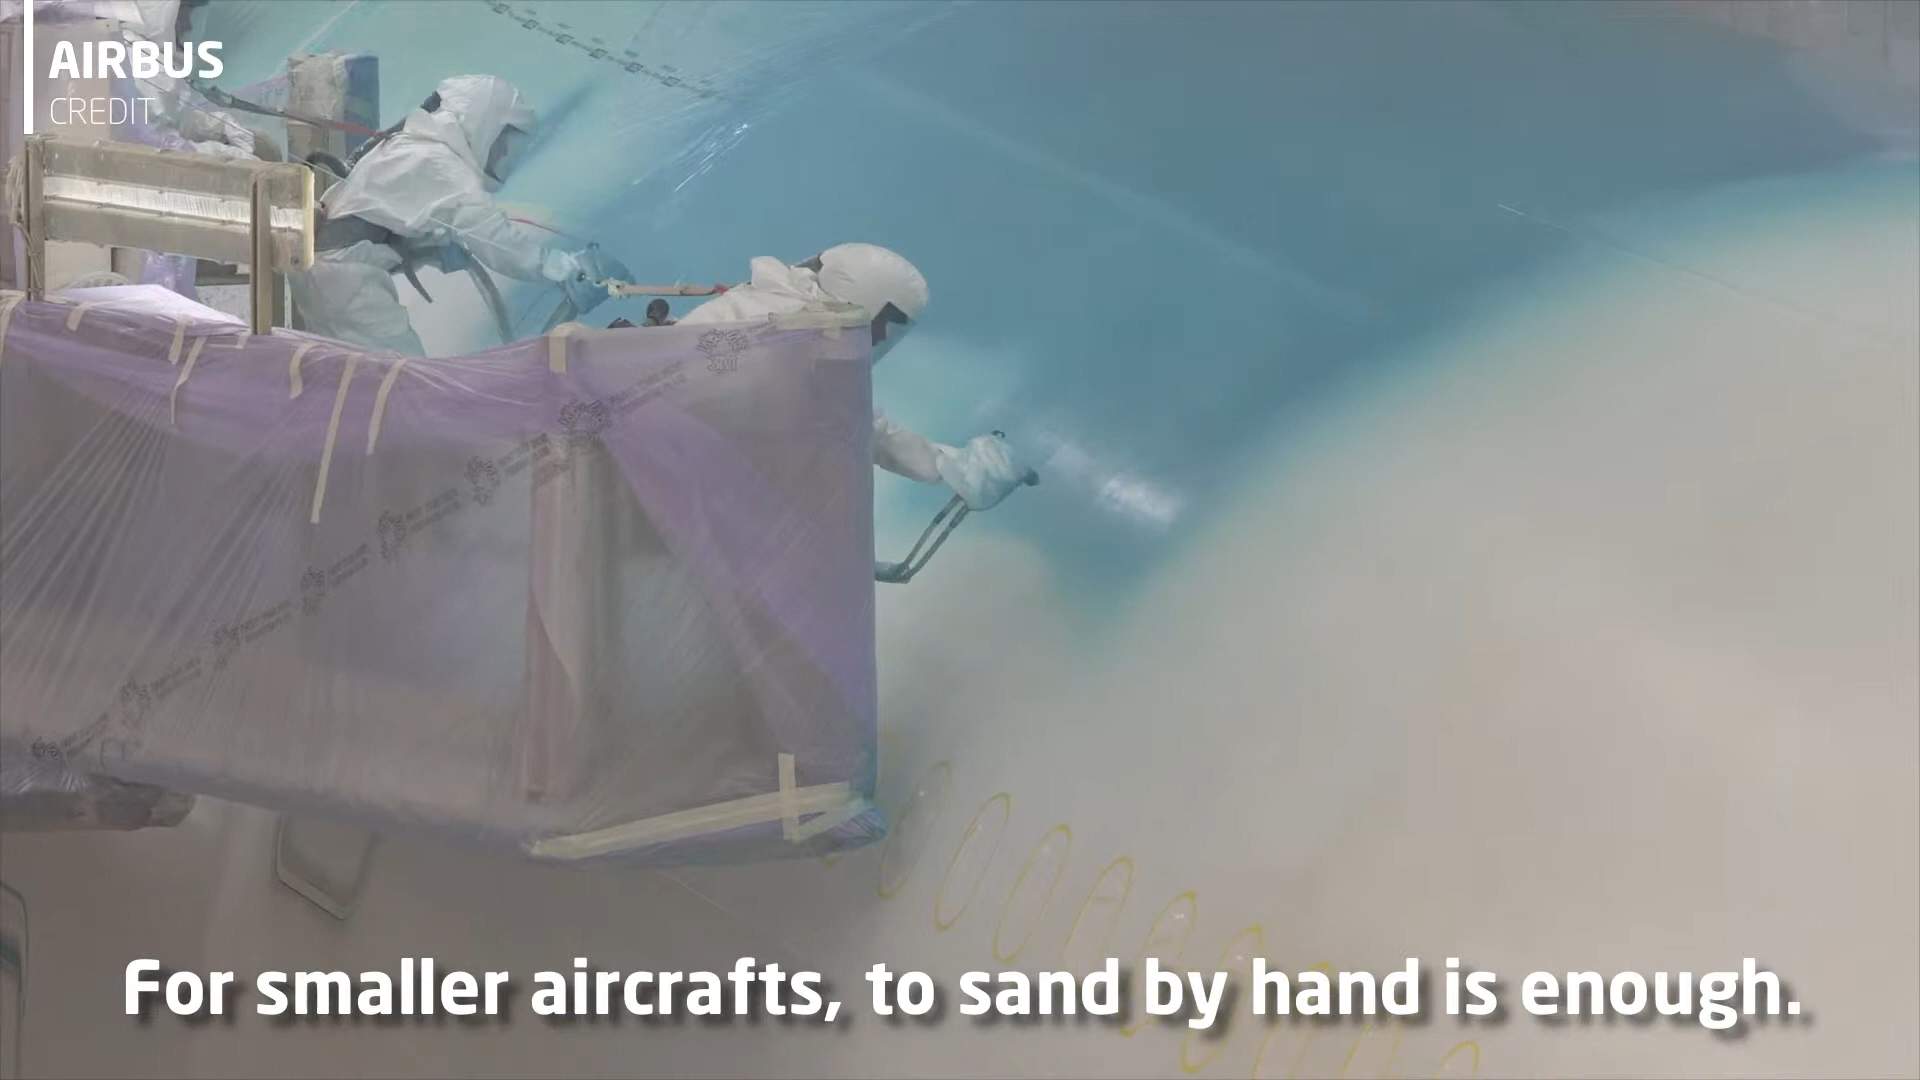 AIRBUS
CREDIT
For smaller aircrafts, to sand by hand is enough.